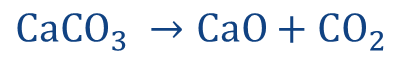 CaCO₃ → CaO + CO₂